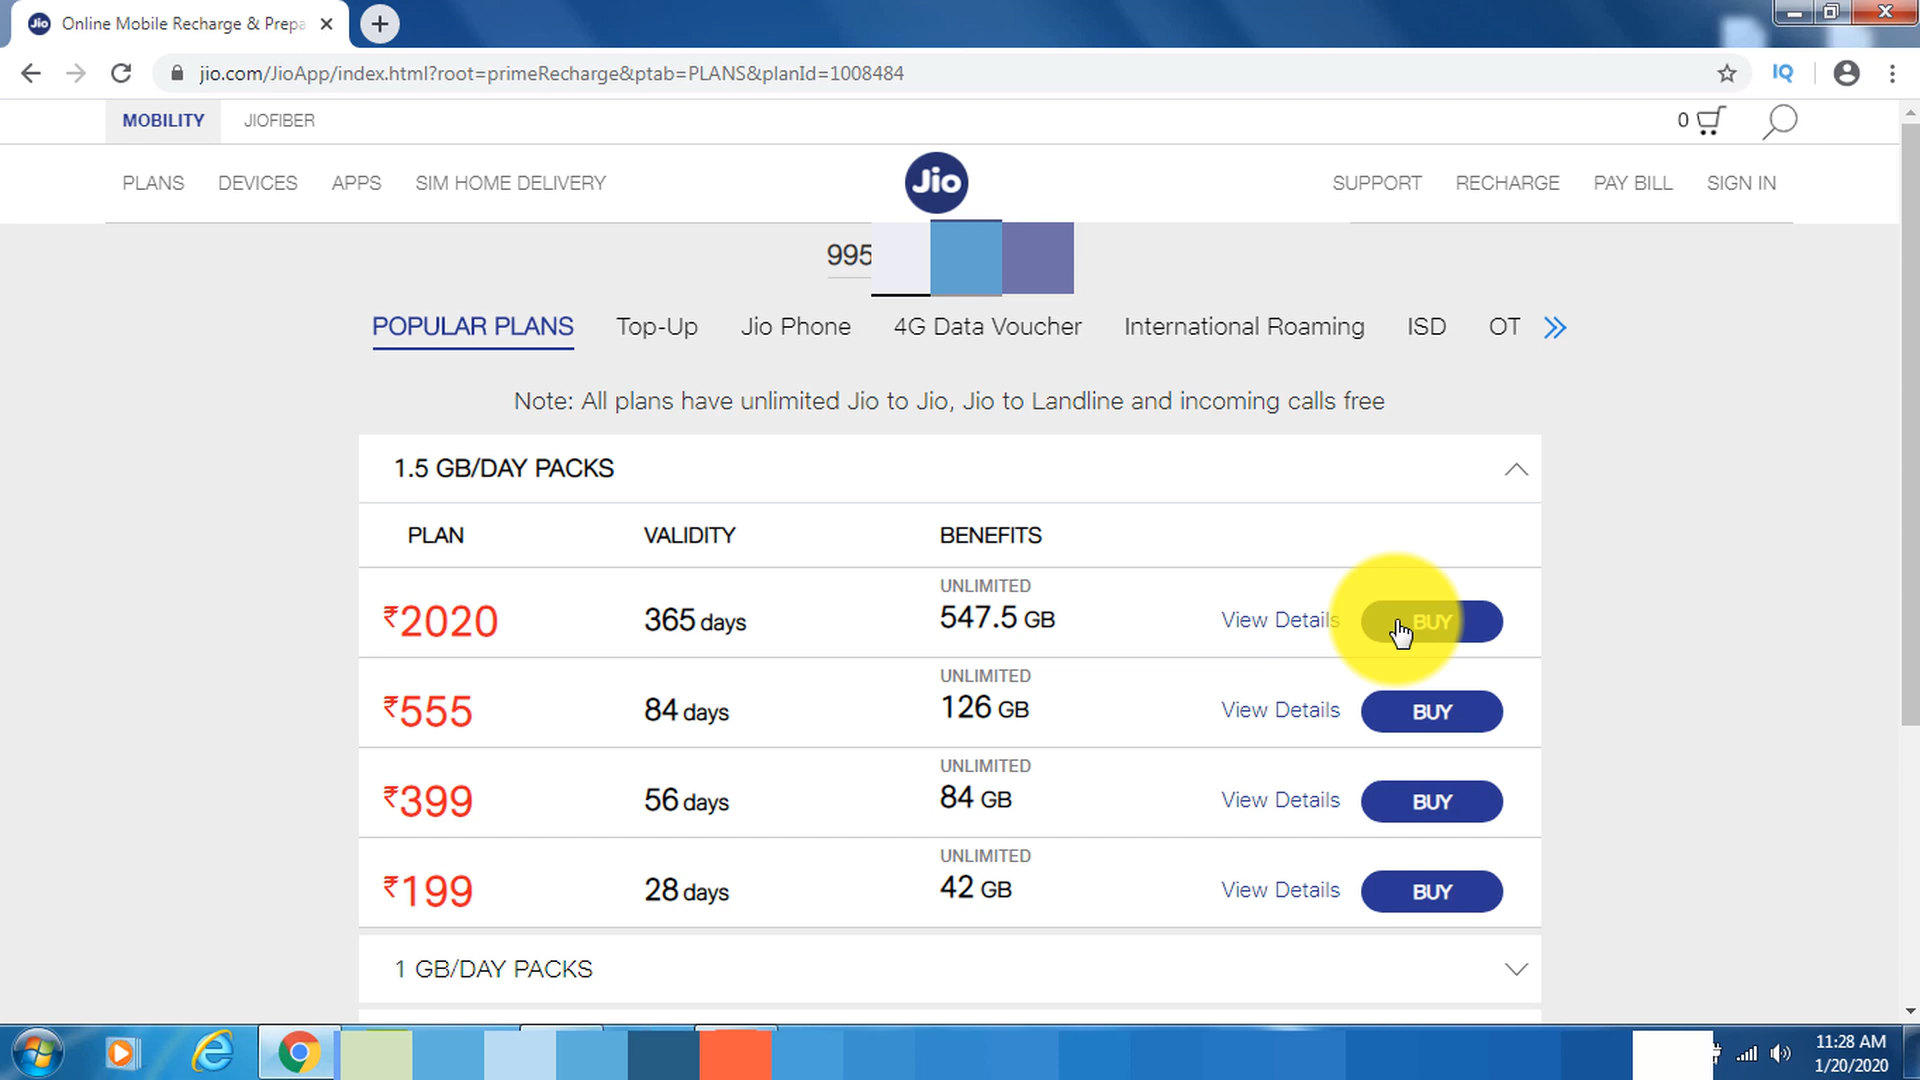 Jio Online Mobile Recharge & Prepa
jio.com/JioApp/index.html?root=primeRecharge&ptab=PLANS&planId=1008484
IQ
MOBILITY JIOFIBER 0
PLANS DEVICES APPS SIM HOME DELIVERY Jio SUPPORT RECHARGE PAY BILL SIGN IN
995
POPULAR PLANS Top-Up Jio Phone 4G Data Voucher International Roaming ISD OT
Note: All plans have unlimited Jio to Jio, Jio to Landline and incoming calls free
1.5 GB/DAY PACKS
PLAN VALIDITY BENEFITS
UNLIMITED
₹2020 365 days 547.5 GB View Details BUY
UNLIMITED
₹555 84 days 126 GB View Details BUY
UNLIMITED
₹399 56 days 84 GB View Details BUY
UNLIMITED
₹199 28 days 42 GB View Details BUY
1 GB/DAY PACKS
11:28 AM
1/20/2020